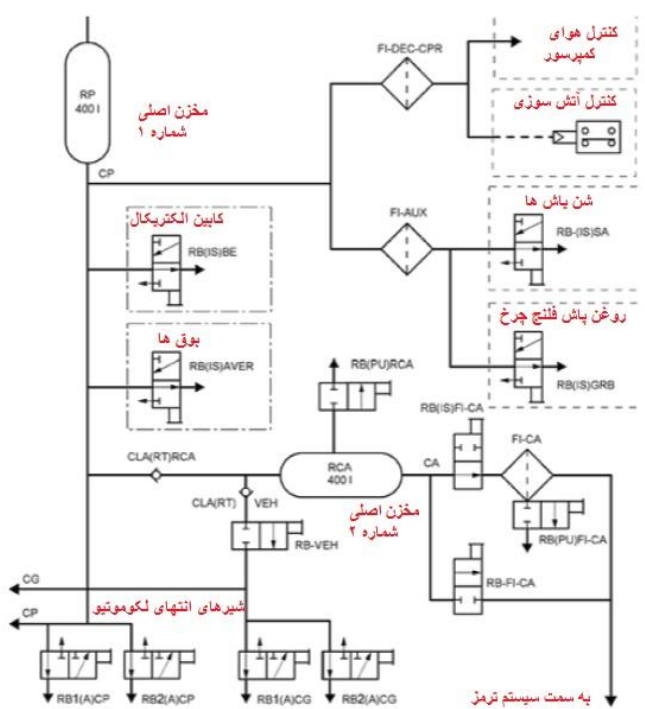 RP
400 l
مخزن اصلی
شماره ۱
CP
FI-DEC-CPR
کنترل هوای
کمپرسور
کنترل آتش سوزی
FI-AUX
شن پاش ها
RB-(IS)SA
روغن پاش فلنچ چرخ
RB(IS)GRB
کابین الکتریکال
RB(IS)BE
بوق ها
RB(IS)AVER
RB(PU)RCA
CLA(RT)RCA
RCA
400 l
CA
RB(IS)FI-CA
FI-CA
CLA(RT)
VEH
مخزن اصلی
شماره ۲
RB-VEH
RB(PU)FI-CA
RB-FI-CA
CG
شیرهای انتهای لکوموتیو
CP
RB1(A)CP
RB2(A)CP
RB1(A)CG
RB2(A)CG
به سمت سیستم ترمز